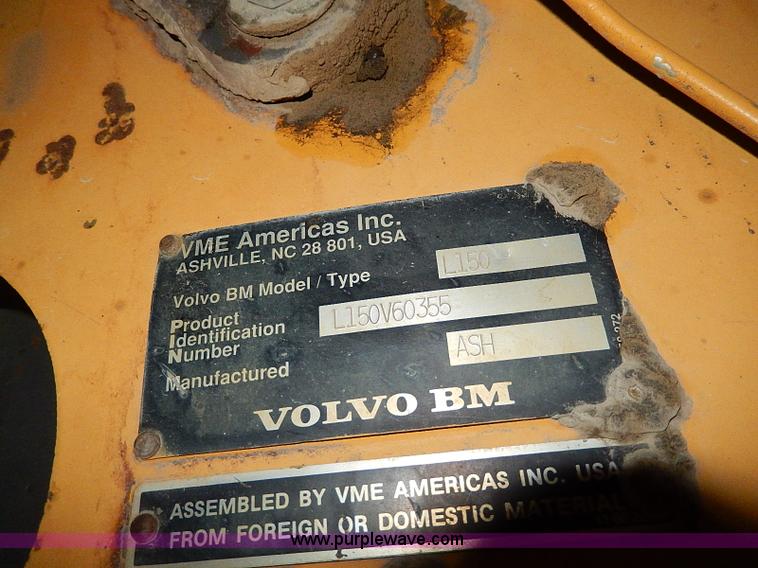 VME Americas Inc.
ASHVILLE, NC 28 801, USA
Volvo BM Model / Type L150
Product
Identification L150V60355
Number
Manufactured ASH
VOLVO BM
ASSEMBLED BY VME AMERICAS INC. USA
FROM FOREIGN OR DOMESTIC MATERIAL
www.purplewave.com